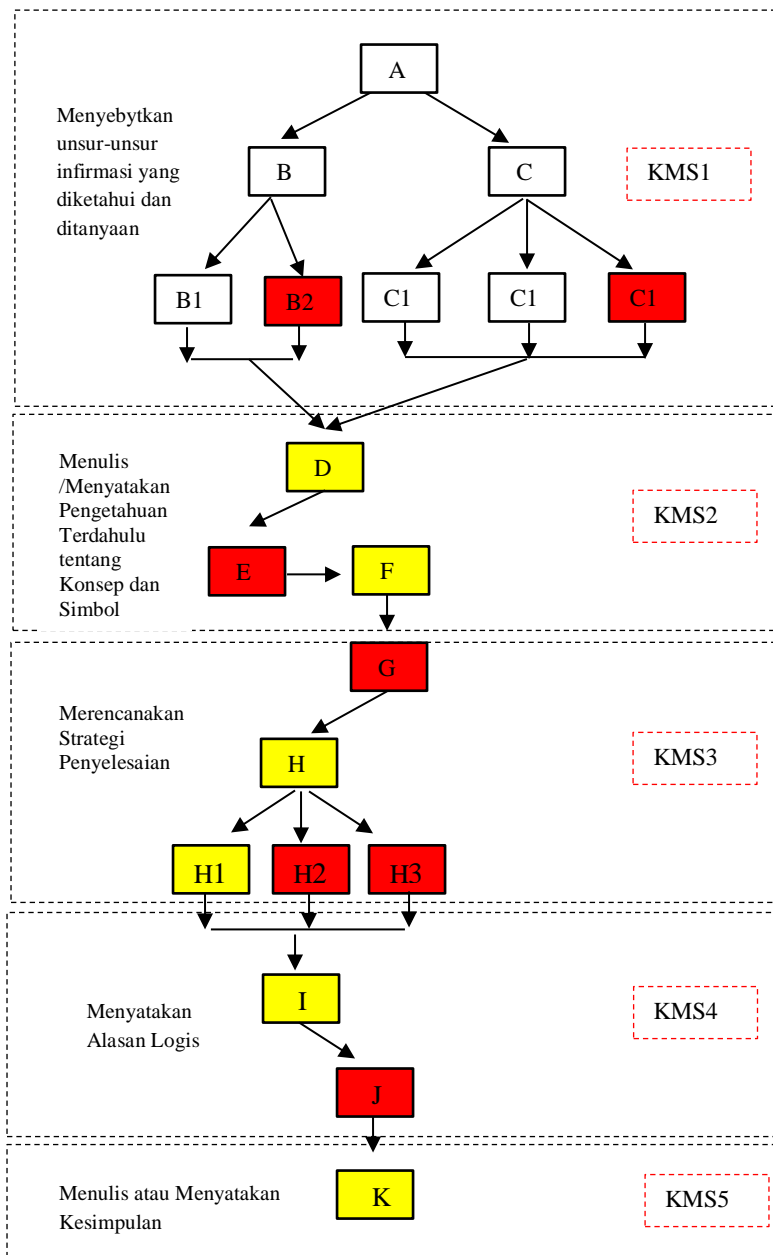 A
Menyebytkan
unsur-unsur
infirmasi yang
diketahui dan
ditanyaan
B
C
KMS1
B1
B2
C1
C1
C1
Menulis
/Menyatakan
Pengetahuan
Terdahulu
tentang
Konsep dan
Simbol
D
KMS2
E
F
G
Merencanakan
Strategi
Penyelesaian
H
KMS3
H1
H2
H3
I
Menyatakan
Alasan Logis
KMS4
J
Menulis atau Menyatakan
Kesimpulan
K
KMS5